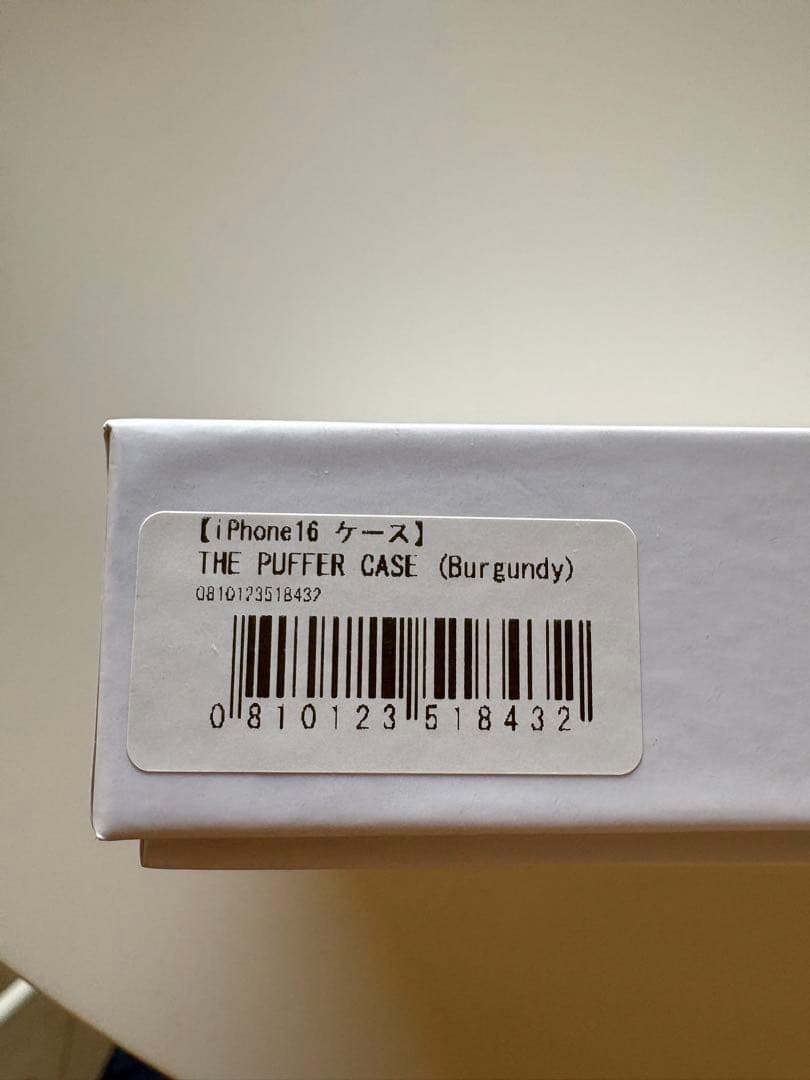 【iPhone16 ケース】
THE PUFFER CASE (Burgundy)
0810123518432
0 810123 518432